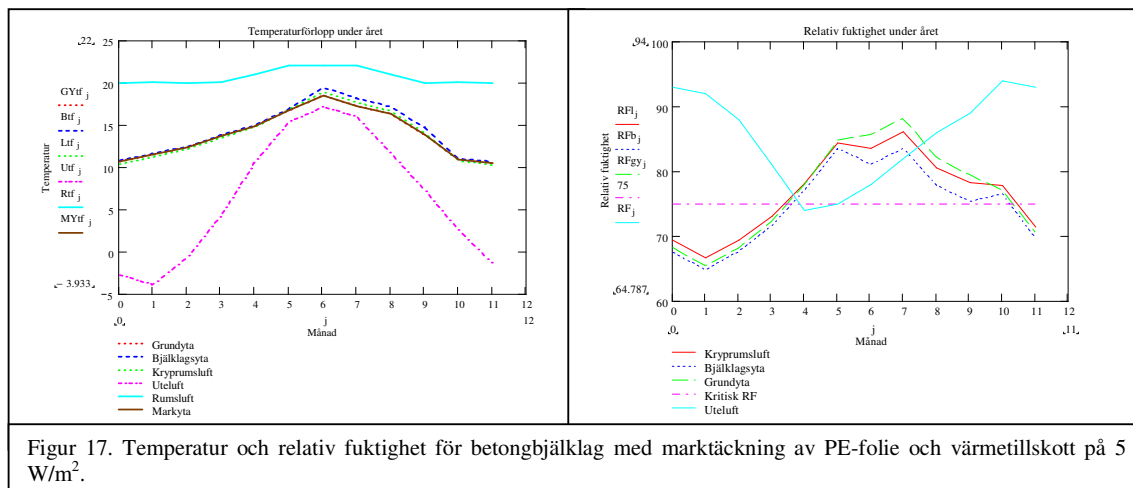 Temperaturförlopp under året
22
25
20
15
10
5
0
− 5
− 3.933
Temperatur
GYtf j
Btf j
Ltf j
Utf j
Rtf j
MYtf j
0 1 2 3 4 5 6 7 8 9 10 11 12
0 j 12
Månad
Grundyta
Bjälklagsyta
Kryprumsluft
Uteluft
Rumsluft
Markyta
Relativ fuktighet under året
94
100
90
80
70
60
64.787
Relativ fuktighet
RFl j
RFb j
RFgy j
75
RF j
0 1 2 3 4 5 6 7 8 9 10 11 12
0 j 11
Månad
Kryprumsluft
Bjälklagsyta
Grundyta
Kritisk RF
Uteluft
Figur 17. Temperatur och relativ fuktighet för betongbjälklag med marktäckning av PE-folie och värmetillskott på 5
W/m².